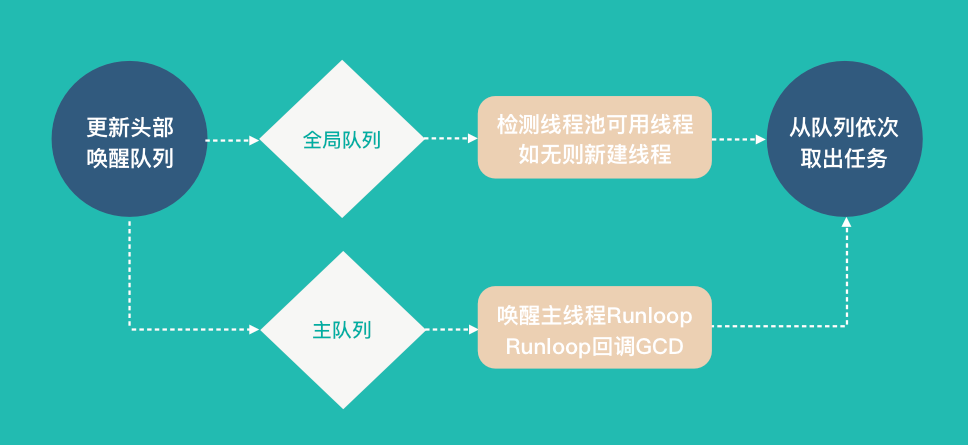 更新头部
唤醒队列
全局队列
检测线程池可用线程
如无则新建线程
从队列依次
取出任务
主队列
唤醒主线程Runloop
Runloop回调GCD